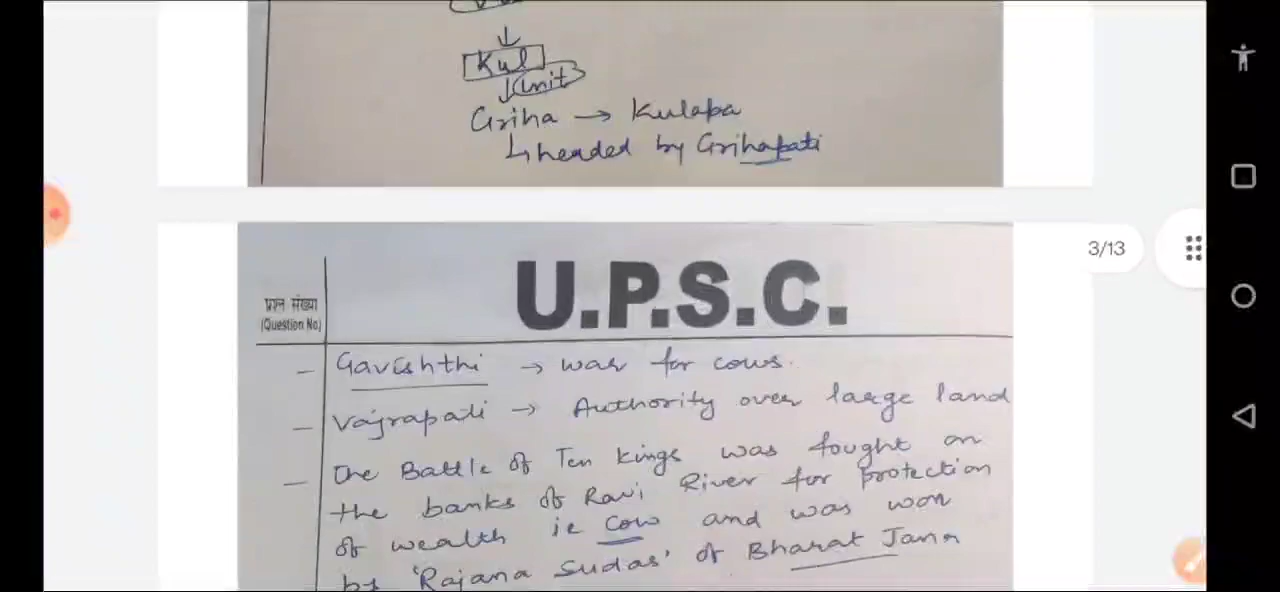 ↓
Kul
↓ Unit
Griha → Kulapa
↳ headed by Grihapati
3/13
U.P.S.C.
प्रश्न संख्या
(Question No)
- Gavishthi → war for cows.
- Vajrapati → Authority over large land
- The Battle of Ten Kings was fought on
the banks of Ravi River for protection
of wealth ie Cow and was won
by 'Rajana Sudas' of Bharat Jana